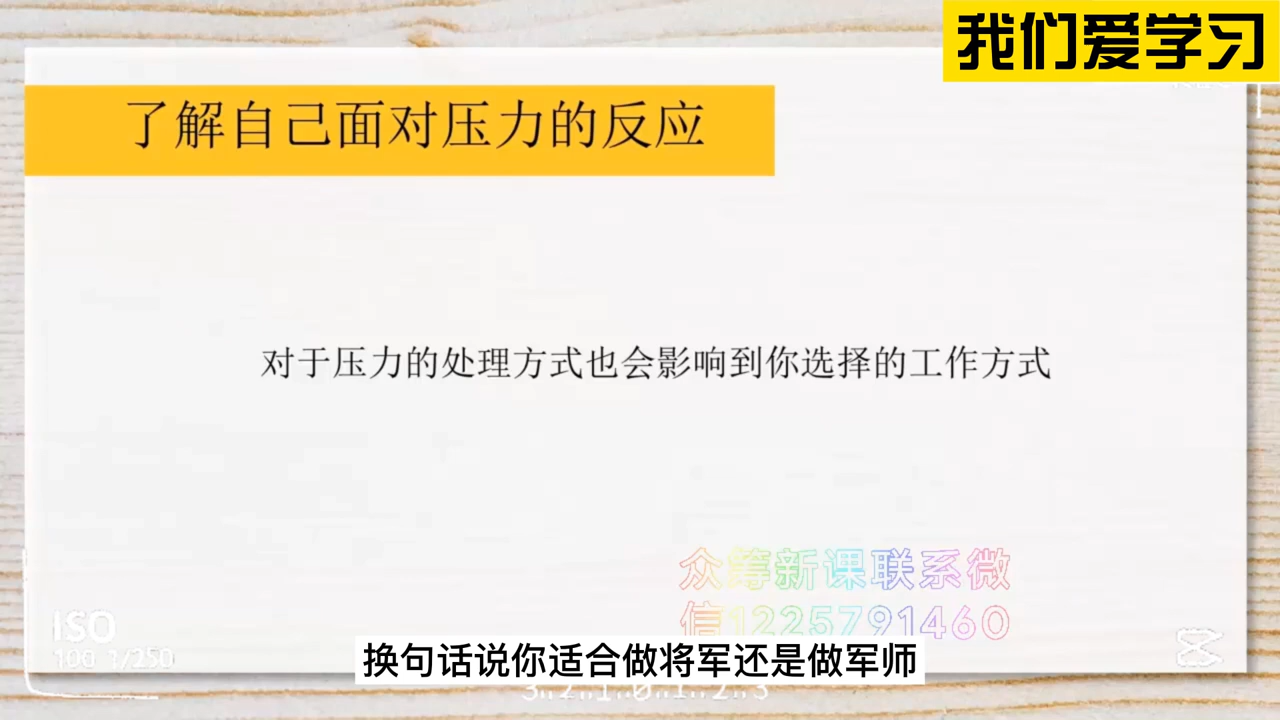 我们爱学习
了解自己面对压力的反应
对于压力的处理方式也会影响到你选择的工作方式
众筹新课联系微
信1225791460
ISO
100 1/250
换句话说你适合做将军还是做军师
3..2..1..0..1..2..3